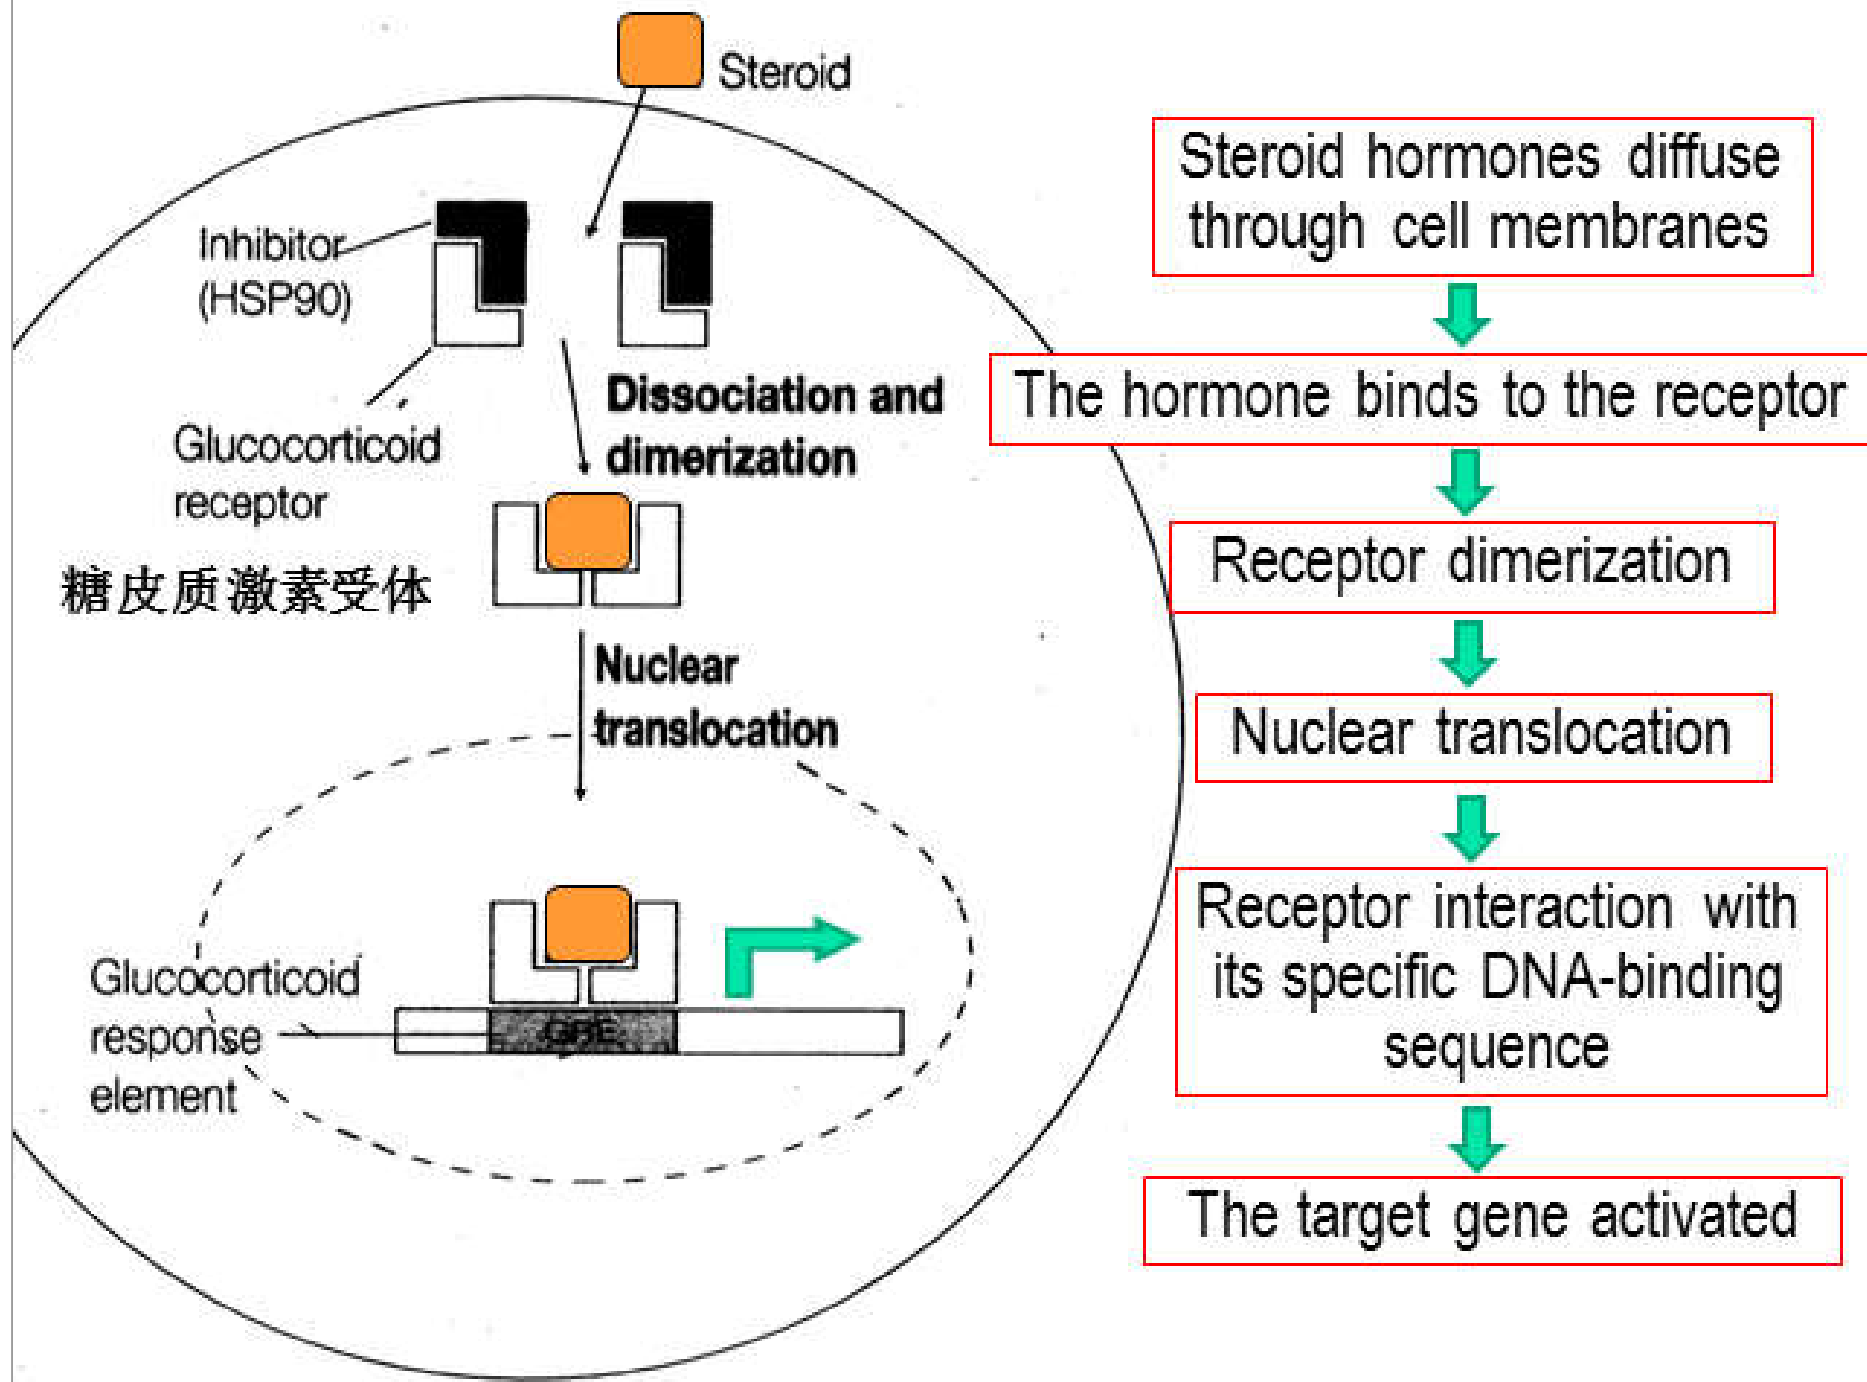 Steroid
Inhibitor
(HSP90)
Dissociation and
dimerization
Glucocorticoid
receptor
糖皮质激素受体
Nuclear
translocation
Glucocorticoid
response
element
GRE
Steroid hormones diffuse
through cell membranes
The hormone binds to the receptor
Receptor dimerization
Nuclear translocation
Receptor interaction with
its specific DNA-binding
sequence
The target gene activated